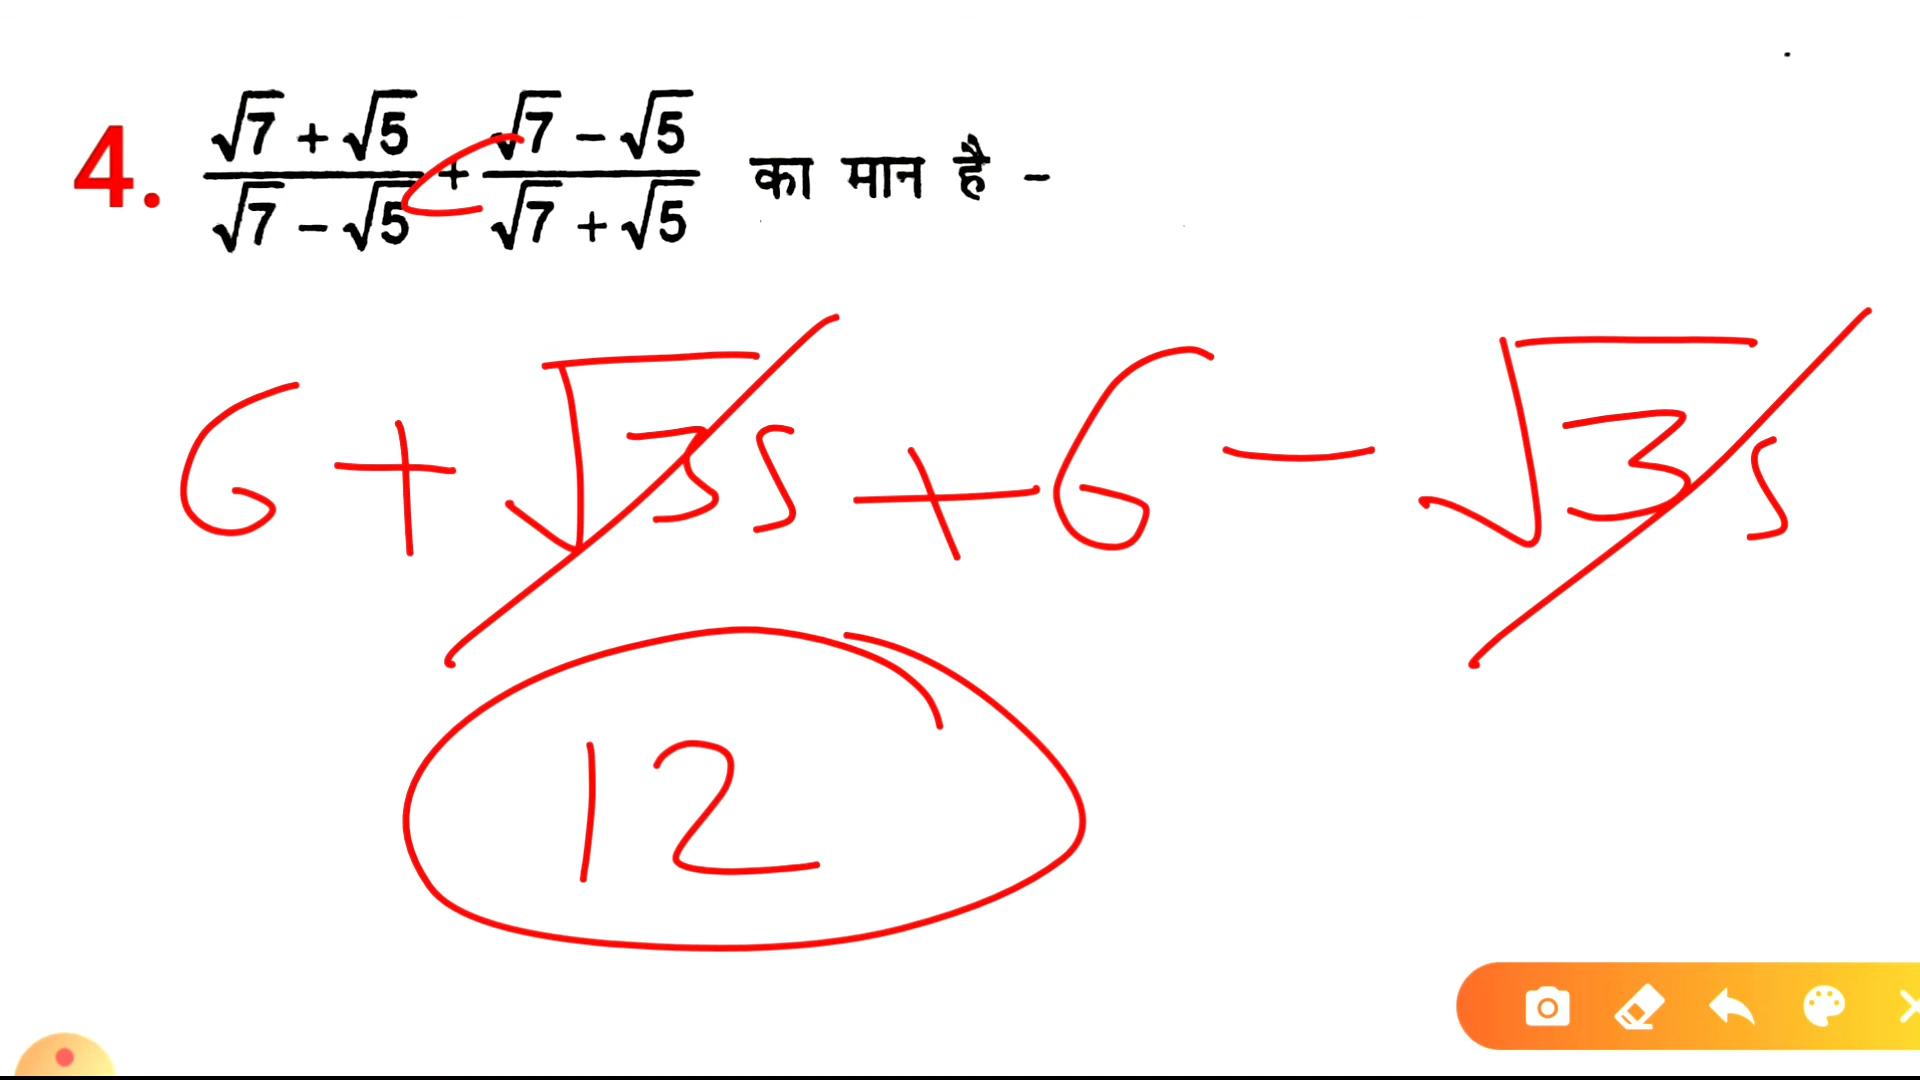 4. (√7 + √5)/(√7 − √5) + (√7 − √5)/(√7 + √5) का मान है −
6 + √35 + 6 − √35
12